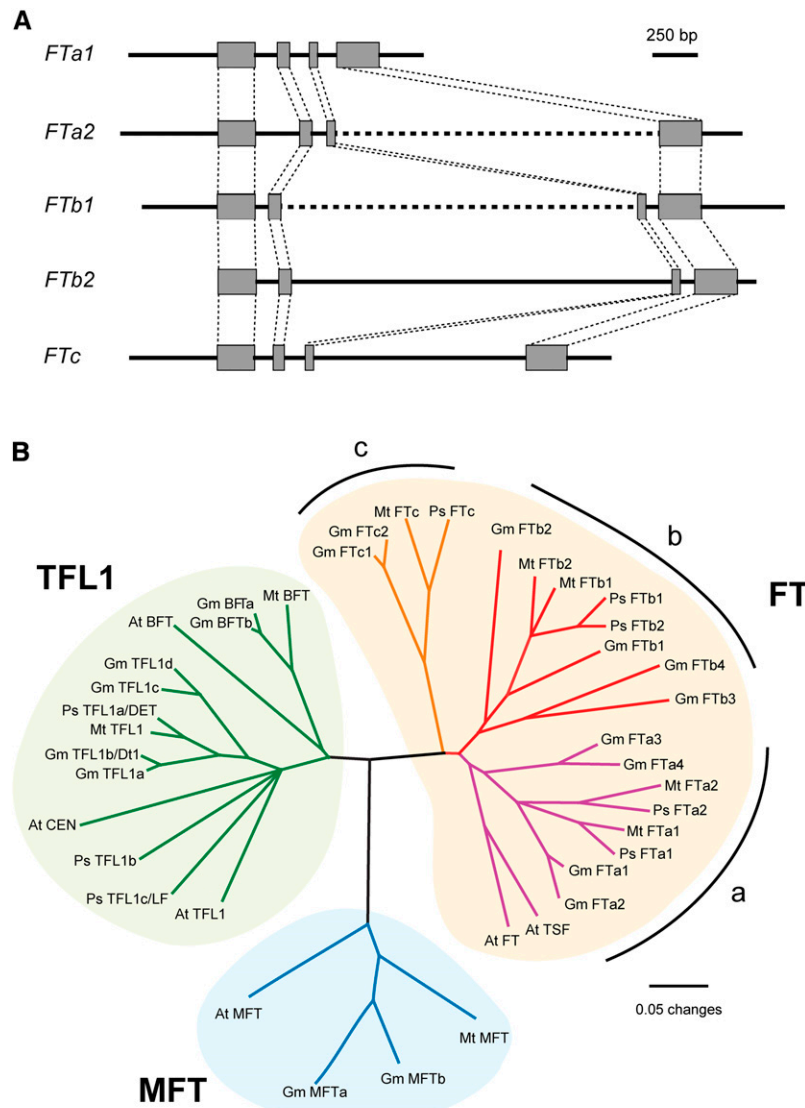 A
FTa1
250 bp
FTa2
FTb1
FTb2
FTc
B
c
Mt FTc
Ps FTc
Gm FTc2
Gm FTc1
Gm FTb2
b
TFL1
Mt FTb2
Mt FTb1
FT
Mt BFT
Gm BFTa
Gm BFTb
At BFT
Ps FTb1
Ps FTb2
Gm FTb1
Gm TFL1d
Gm TFL1c
Gm FTb4
Gm FTb3
Ps TFL1a/DET
Mt TFL1
Gm TFL1b/Dt1
Gm TFL1a
Gm FTa3
Gm FTa4
Mt FTa2
Ps FTa2
At CEN
Mt FTa1
Ps FTa1
Ps TFL1b
Gm FTa1
a
Ps TFL1c/LF
Gm FTa2
At TFL1
At TSF
At FT
0.05 changes
At MFT
Mt MFT
Gm MFTb
Gm MFTa
MFT